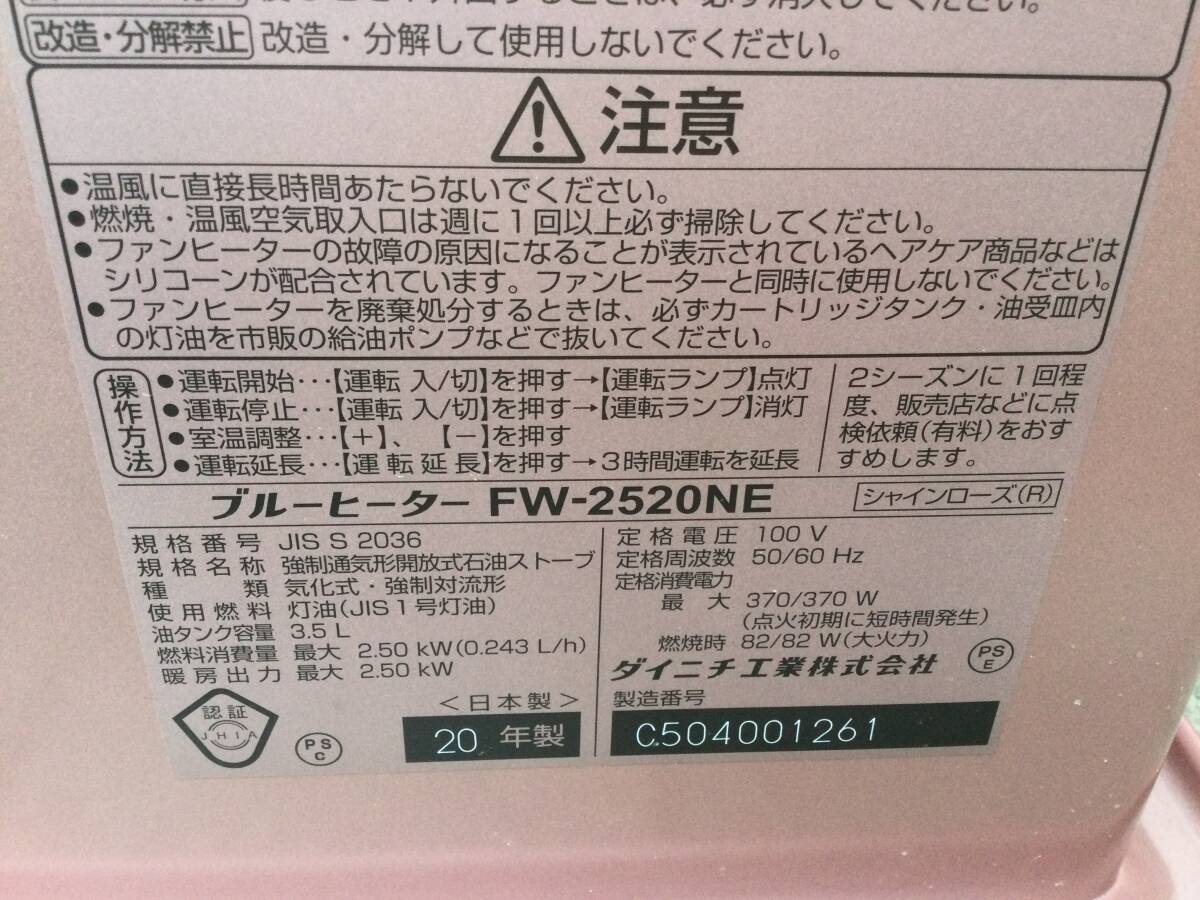 改造・分解禁止 改造・分解して使用しないでください。
注意
●温風に直接長時間あたらないでください。
●燃焼・温風空気取入口は週に1回以上必ず掃除してください。
●ファンヒーターの故障の原因になることが表示されているヘアケア商品などは
シリコーンが配合されています。ファンヒーターと同時に使用しないでください。
●ファンヒーターを廃棄処分するときは、必ずカートリッジタンク・油受皿内
の灯油を市販の給油ポンプなどで抜いてください。
操作方法
●運転開始･･･【運転 入/切】を押す→【運転ランプ】点灯
●運転停止･･･【運転 入/切】を押す→【運転ランプ】消灯
●室温調整･･･【+】、【-】を押す
●運転延長･･･【運転延長】を押す→3時間運転を延長
2シーズンに1回程
度、販売店などに点
検依頼(有料)をおす
すめします。
ブルーヒーター FW-2520NE
シャインローズ(R)
規格番号 JIS S 2036
規格名称 強制通気形開放式石油ストーブ
種類 気化式・強制対流形
使用燃料 灯油(JIS1号灯油)
油タンク容量 3.5 L
燃料消費量 最大 2.50 kW(0.243 L/h)
暖房出力 最大 2.50 kW
定格電圧 100 V
定格周波数 50/60 Hz
定格消費電力
最大 370/370 W
(点火初期に短時間発生)
燃焼時 82/82 W(大火力)
ダイニチ工業株式会社
PS
E
認証
JHIA
PS
C
<日本製>
20 年製
製造番号
C504001261